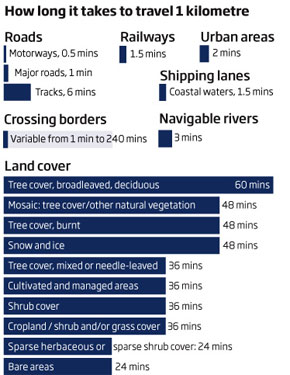 How long it takes to travel 1 kilometre
Roads
Motorways, 0.5 mins
Major roads, 1 min
Tracks, 6 mins
Railways
1.5 mins
Urban areas
2 mins
Shipping lanes
Coastal waters, 1.5 mins
Crossing borders
Variable from 1 min to 240 mins
Navigable rivers
3 mins
Land cover
Tree cover, broadleaved, deciduous 60 mins
Mosaic: tree cover/other natural vegetation 48 mins
Tree cover, burnt 48 mins
Snow and ice 48 mins
Tree cover, mixed or needle-leaved 36 mins
Cultivated and managed areas 36 mins
Shrub cover 36 mins
Cropland / shrub and/or grass cover 36 mins
Sparse herbaceous or sparse shrub cover: 24 mins
Bare areas 24 mins